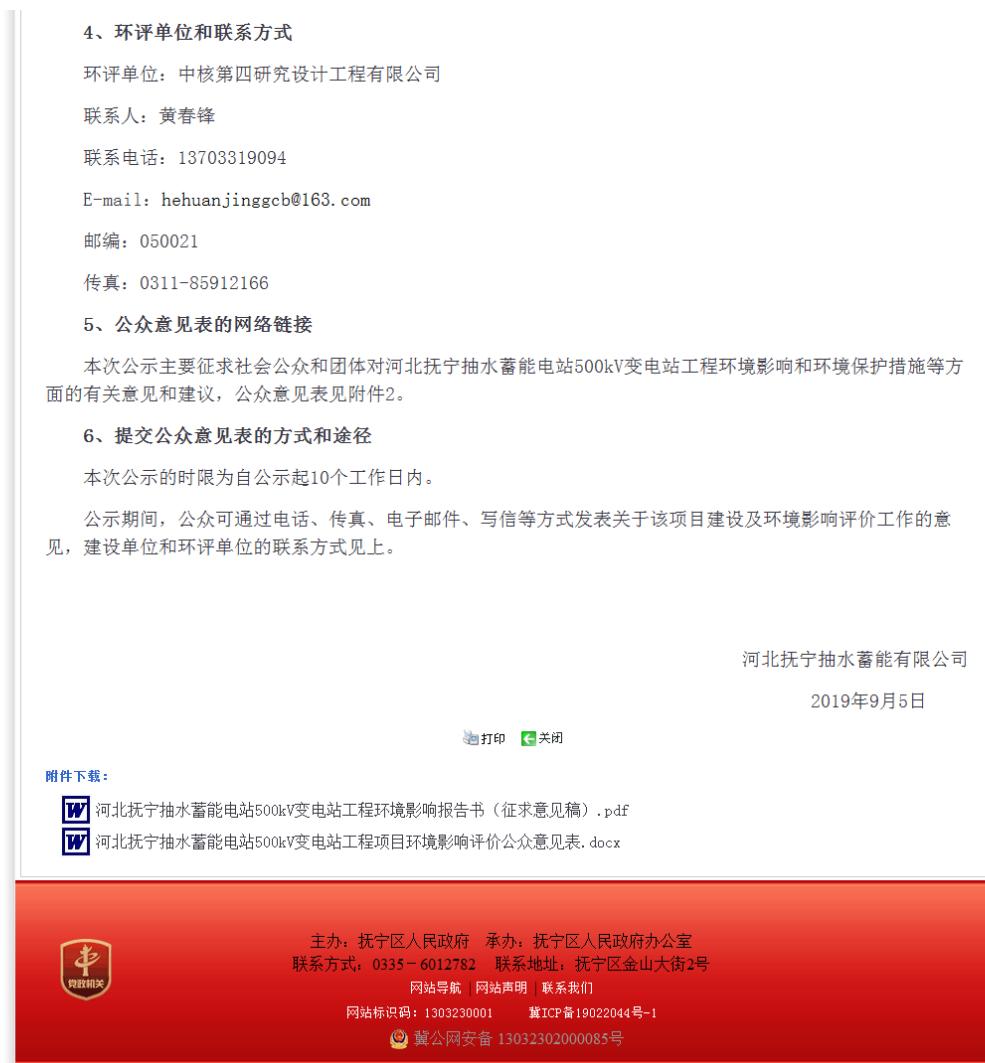 4、环评单位和联系方式
环评单位：中核第四研究设计工程有限公司
联系人：黄春锋
联系电话：13703319094
E-mail：hehuanjinggcb@163.com
邮编：050021
传真：0311-85912166
5、公众意见表的网络链接
本次公示主要征求社会公众和团体对河北抚宁抽水蓄能电站500kV变电站工程环境影响和环境保护措施等方
面的有关意见和建议，公众意见表见附件2。
6、提交公众意见表的方式和途径
本次公示的时限为自公示起10个工作日内。
公示期间，公众可通过电话、传真、电子邮件、写信等方式发表关于该项目建设及环境影响评价工作的意
见，建设单位和环评单位的联系方式见上。
河北抚宁抽水蓄能有限公司
2019年9月5日
打印 关闭
附件下载：
河北抚宁抽水蓄能电站500kV变电站工程环境影响报告书（征求意见稿）.pdf
河北抚宁抽水蓄能电站500kV变电站工程项目环境影响评价公众意见表.docx
党政机关
主办：抚宁区人民政府 承办：抚宁区人民政府办公室
联系方式：0335－6012782 联系地址：抚宁区金山大街2号
网站导航 | 网站声明 | 联系我们
网站标识码：1303230001 冀ICP备19022044号-1
冀公网安备 13032302000085号